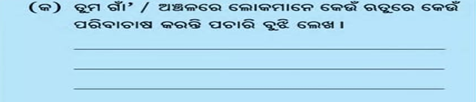 (କ) ତୁମ ଗାଁ’ / ଅଞ୍ଚଳରେ ଲୋକମାନେ କେଉଁ ଋତୁରେ କେଉଁ
ପରିବାଚାଷ କରନ୍ତି ପଚାରି ବୁଝି ଲେଖ ।